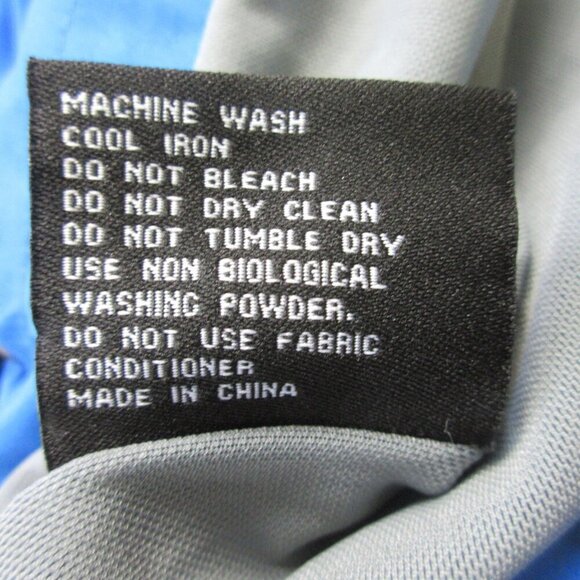 MACHINE WASH
COOL IRON
DO NOT BLEACH
DO NOT DRY CLEAN
DO NOT TUMBLE DRY
USE NON BIOLOGICAL
WASHING POWDER.
DO NOT USE FABRIC
CONDITIONER
MADE IN CHINA